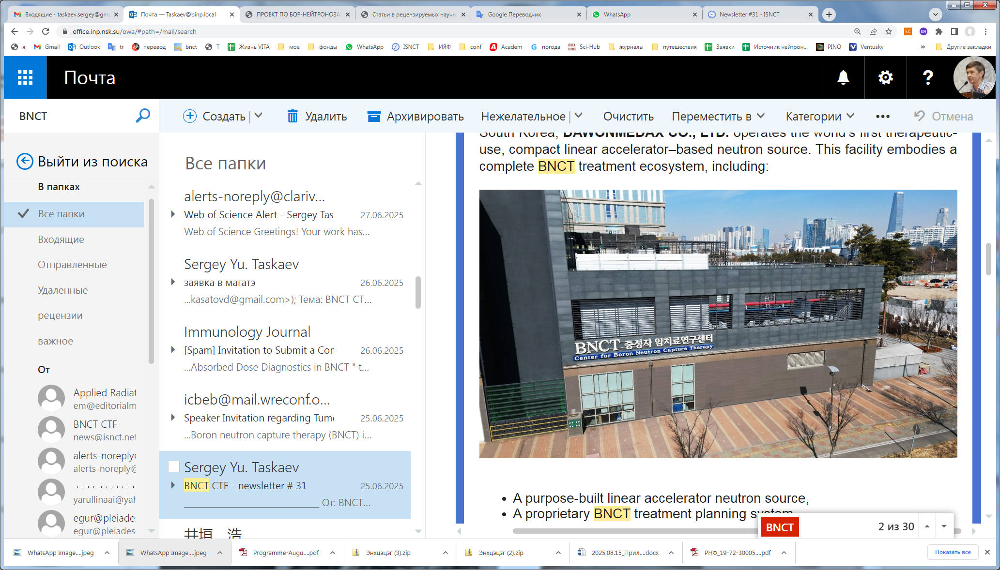 Входящие - taskaev.sergey@gma
Почта — Taskaev@binp.local
ПРОЕКТ ПО БОР-НЕЙТРОНОЗА
Статьи в рецензируемых научн
Google Переводчик
WhatsApp
Newsletter #31 - ISNCT
office.inp.nsk.su/owa/#path=/mail/search
я
Gmail
Outlook
tr
перевод
bnct
T
Жизнь VITA
мое
фонды
WhatsApp
ISNCT
ИЯФ
conf
Academ
погода
Sci-Hub
журналы
путешествия
Заявки
Источник нейтрон...
PINO
Ventusky
»
Другие закладки
Почта
BNCT
Создать
Удалить
Архивировать
Нежелательное
Очистить
Переместить в
Категории
•••
Отмена
Выйти из поиска
В папках
Все папки
Входящие
Отправленные
Удаленные
рецензии
важное
От
Applied Radiat
em@editorialm
BNCT CTF
news@isnct.net
alerts-noreply@
alerts-noreply@
yarullinaai@yah
egur@pleiades
egur@pleiades
Все папки
alerts-noreply@clariv...
Web of Science Alert - Sergey Tas 27.06.2025
Web of Science Greetings! Your work has...
Sergey Yu. Taskaev
заявка в магатэ 26.06.2025
...kasatovd@gmail.com>); Тема: BNCT CT...
Immunology Journal
[Spam] Invitation to Submit a Con 26.06.2025
...Absorbed Dose Diagnostics in BNCT " t...
icbeb@mail.wreconf.o...
Speaker Invitation regarding Tumo 25.06.2025
...Boron neutron capture therapy (BNCT) i...
Sergey Yu. Taskaev
BNCT CTF - newsletter # 31 25.06.2025
От: BNCT...
井垣 浩
South Korea, DAWONMEDAX CO., LTD. operates the world's first therapeutic-
use, compact linear accelerator–based neutron source. This facility embodies a
complete BNCT treatment ecosystem, including:
BNCT 중성자 암치료연구센터
Center for Boron Neutron Capture Therapy
• A purpose-built linear accelerator neutron source,
• A proprietary BNCT treatment planning system
BNCT 2 из 30
WhatsApp Image....jpeg
WhatsApp Image....jpeg
Programme-Augu....pdf
Энхцэцэг (3).zip
Энхцэцэг (2).zip
2025.08.15_Прил....docx
РНФ_19-72-30005....pdf
Показать все